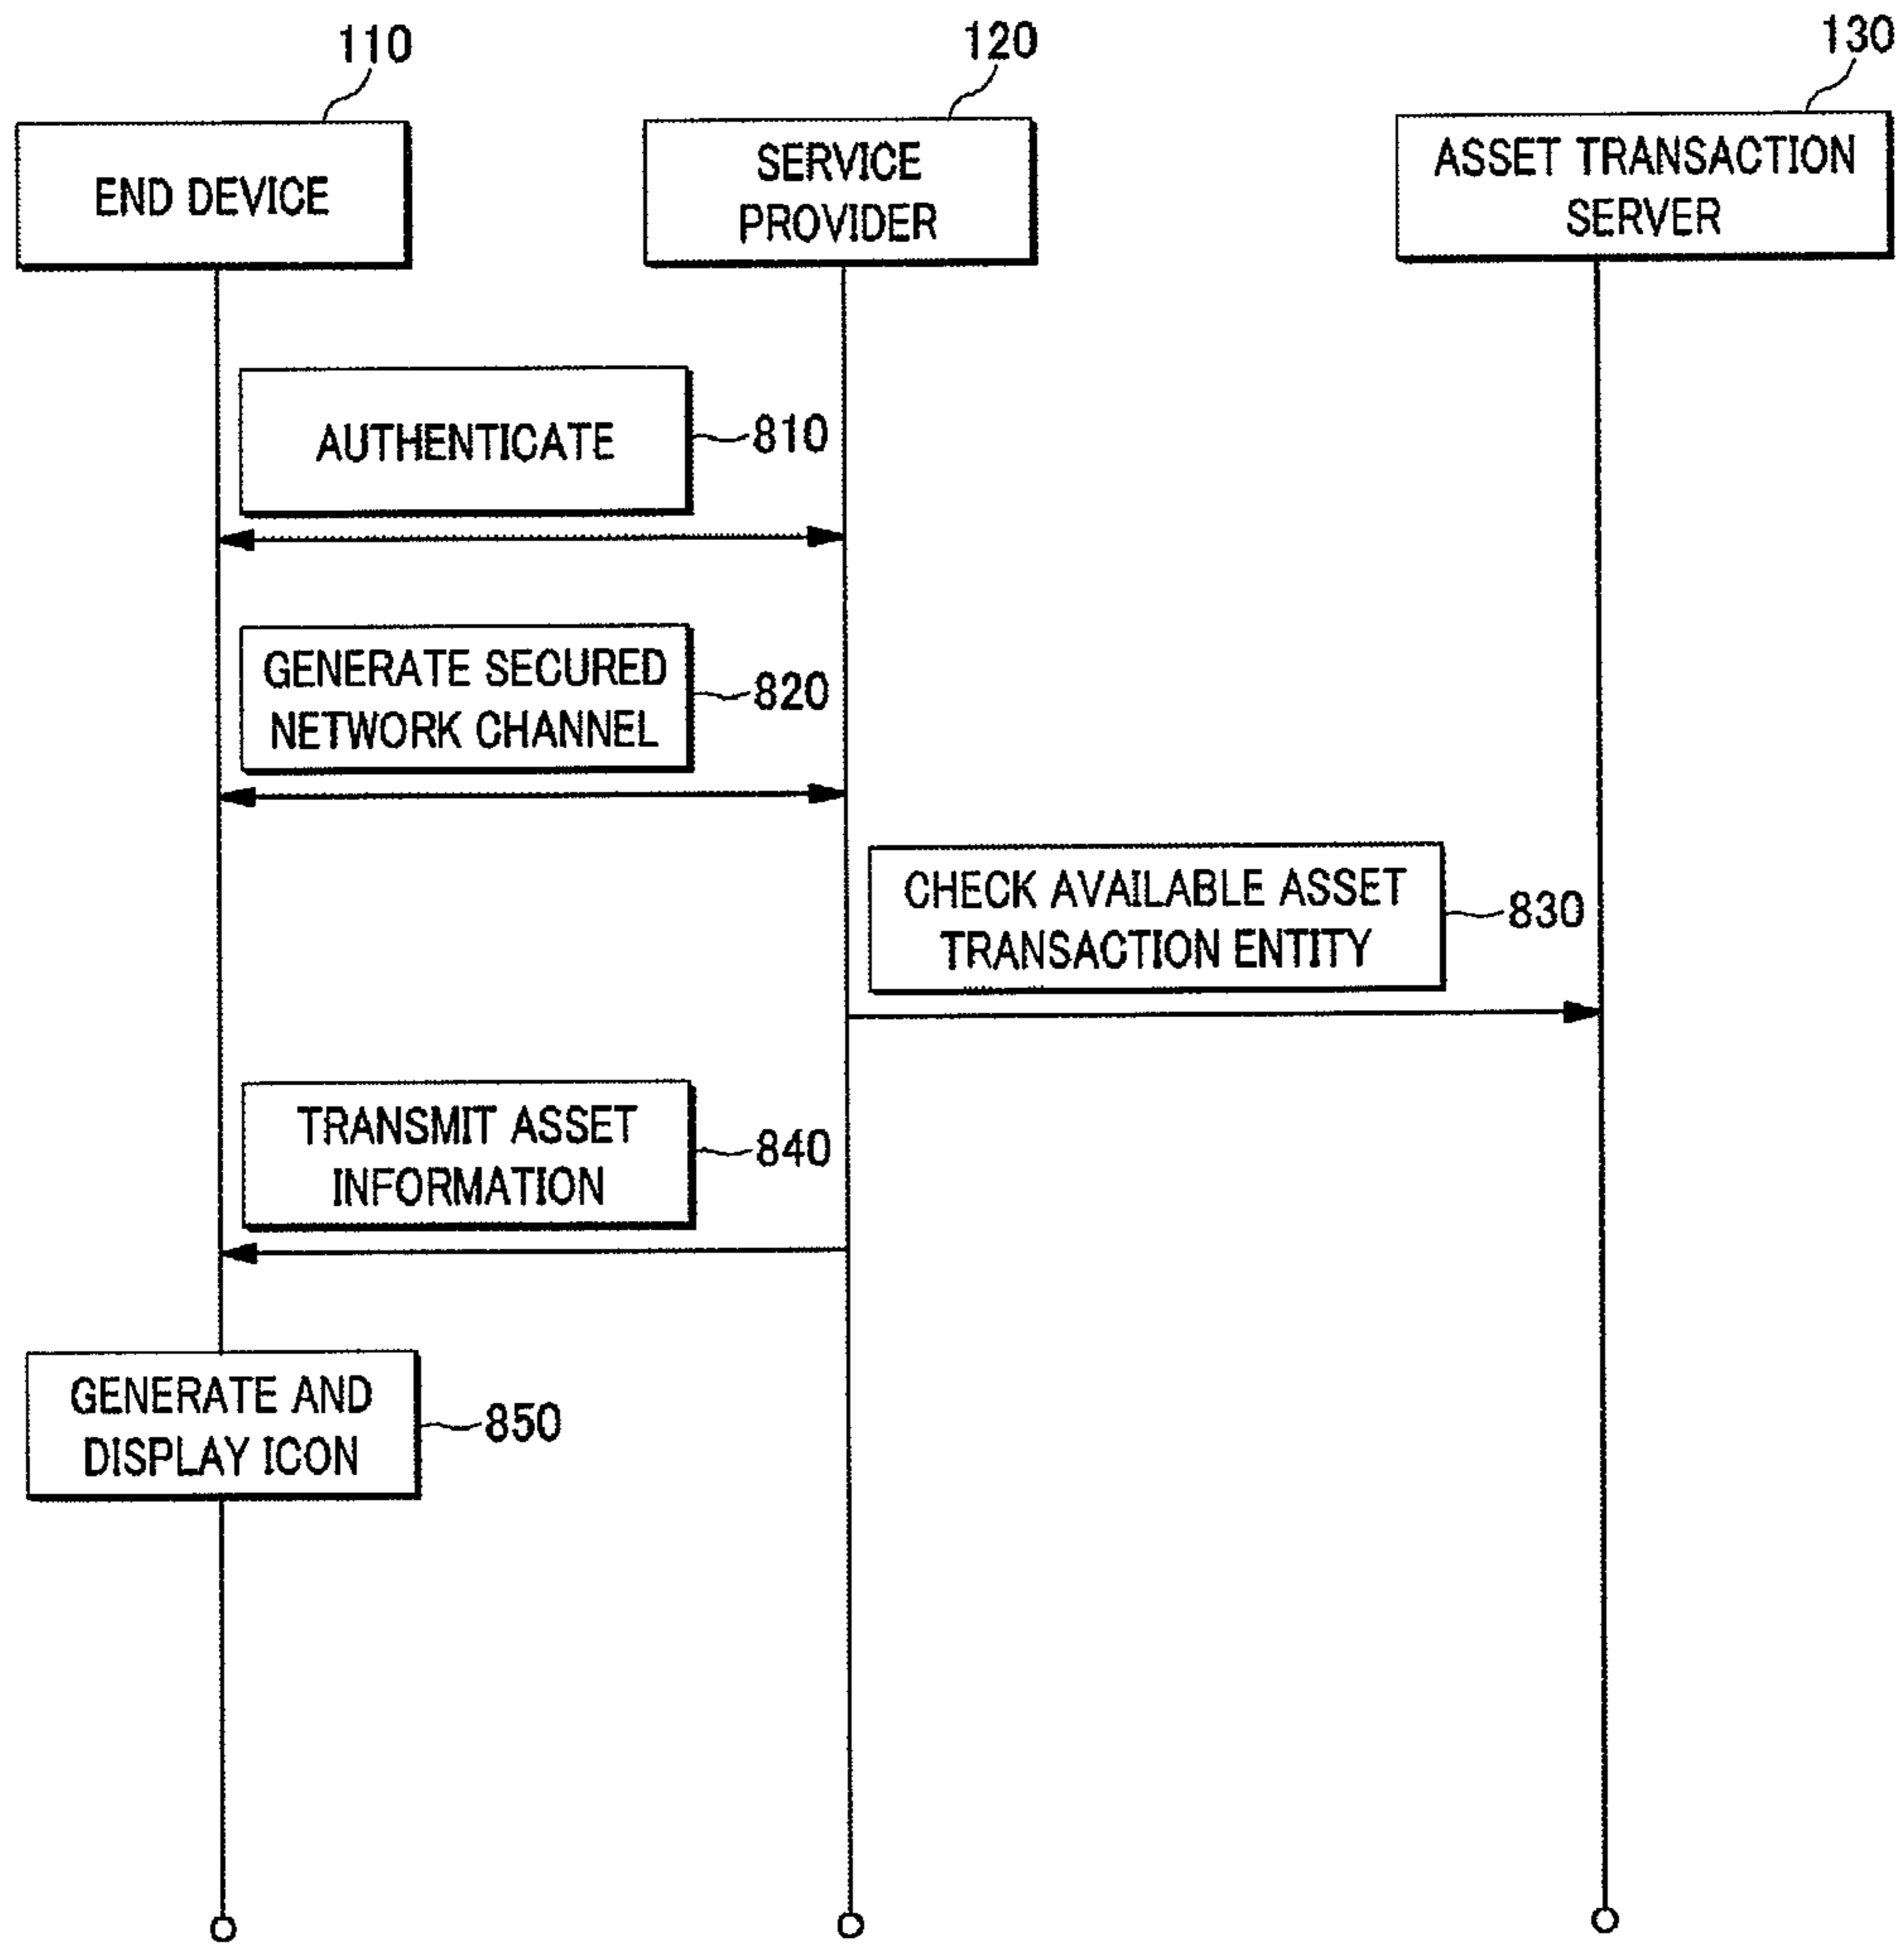 110
120
130
END DEVICE
SERVICE
PROVIDER
ASSET TRANSACTION
SERVER
AUTHENTICATE
810
GENERATE SECURED
NETWORK CHANNEL
820
CHECK AVAILABLE ASSET
TRANSACTION ENTITY
830
TRANSMIT ASSET
INFORMATION
840
GENERATE AND
DISPLAY ICON
850